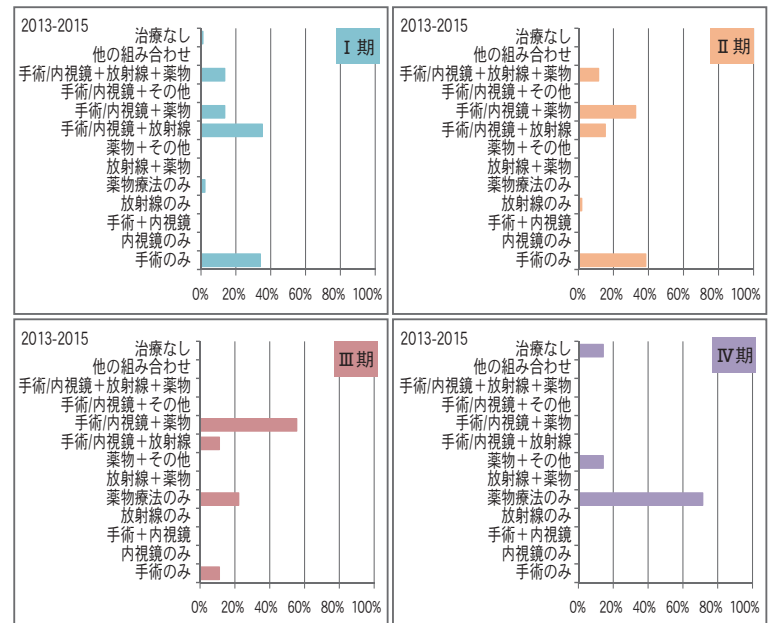 2013-2015
Ⅰ期
治療なし
他の組み合わせ
手術/内視鏡＋放射線＋薬物
手術/内視鏡＋その他
手術/内視鏡＋薬物
手術/内視鏡＋放射線
薬物＋その他
放射線＋薬物
薬物療法のみ
放射線のみ
手術＋内視鏡
内視鏡のみ
手術のみ
0% 20% 40% 60% 80% 100%
2013-2015
Ⅱ期
治療なし
他の組み合わせ
手術/内視鏡＋放射線＋薬物
手術/内視鏡＋その他
手術/内視鏡＋薬物
手術/内視鏡＋放射線
薬物＋その他
放射線＋薬物
薬物療法のみ
放射線のみ
手術＋内視鏡
内視鏡のみ
手術のみ
0% 20% 40% 60% 80% 100%
2013-2015
Ⅲ期
治療なし
他の組み合わせ
手術/内視鏡＋放射線＋薬物
手術/内視鏡＋その他
手術/内視鏡＋薬物
手術/内視鏡＋放射線
薬物＋その他
放射線＋薬物
薬物療法のみ
放射線のみ
手術＋内視鏡
内視鏡のみ
手術のみ
0% 20% 40% 60% 80% 100%
2013-2015
Ⅳ期
治療なし
他の組み合わせ
手術/内視鏡＋放射線＋薬物
手術/内視鏡＋その他
手術/内視鏡＋薬物
手術/内視鏡＋放射線
薬物＋その他
放射線＋薬物
薬物療法のみ
放射線のみ
手術＋内視鏡
内視鏡のみ
手術のみ
0% 20% 40% 60% 80% 100%